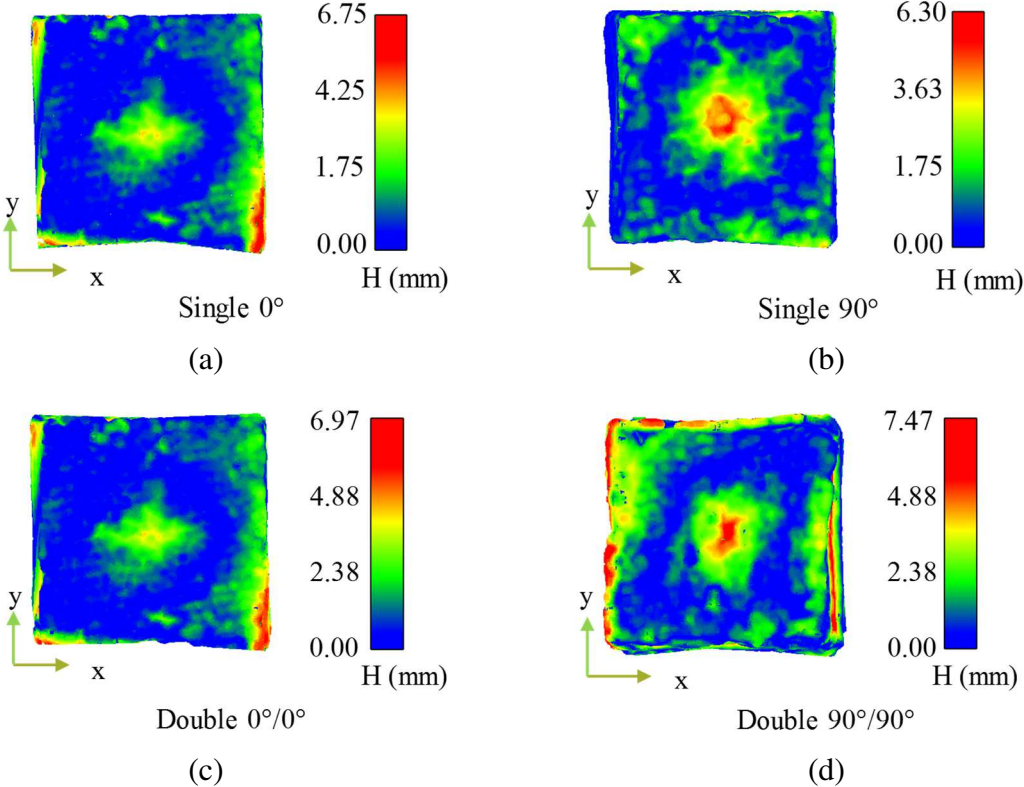 6.75
4.25
1.75
0.00
H (mm)
y
x
Single 0°
(a)
6.30
3.63
1.75
0.00
H (mm)
y
x
Single 90°
(b)
6.97
4.88
2.38
0.00
H (mm)
y
x
Double 0°/0°
(c)
7.47
4.88
2.38
0.00
H (mm)
y
x
Double 90°/90°
(d)